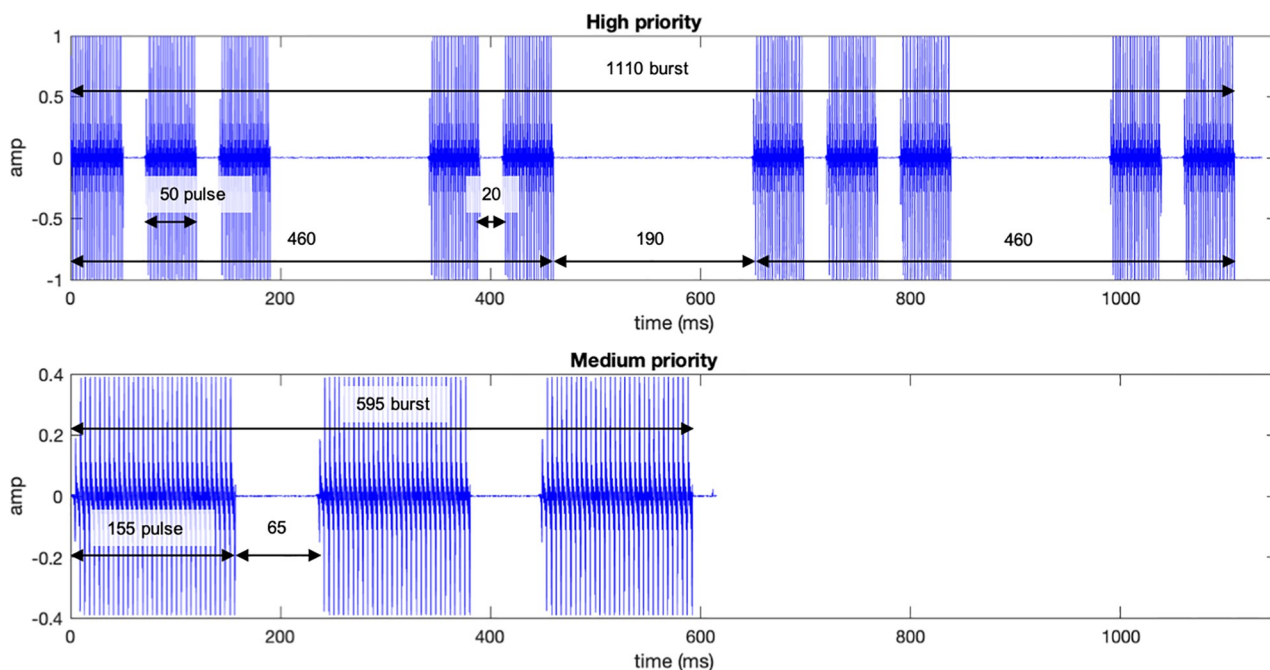 High priority
1
0.5
0
-0.5
-1
amp
1110 burst
50 pulse
20
460
190
460
0
200
400
600
800
1000
time (ms)
Medium priority
0.4
0.2
0
-0.2
-0.4
amp
595 burst
155 pulse
65
0
200
400
600
800
1000
time (ms)